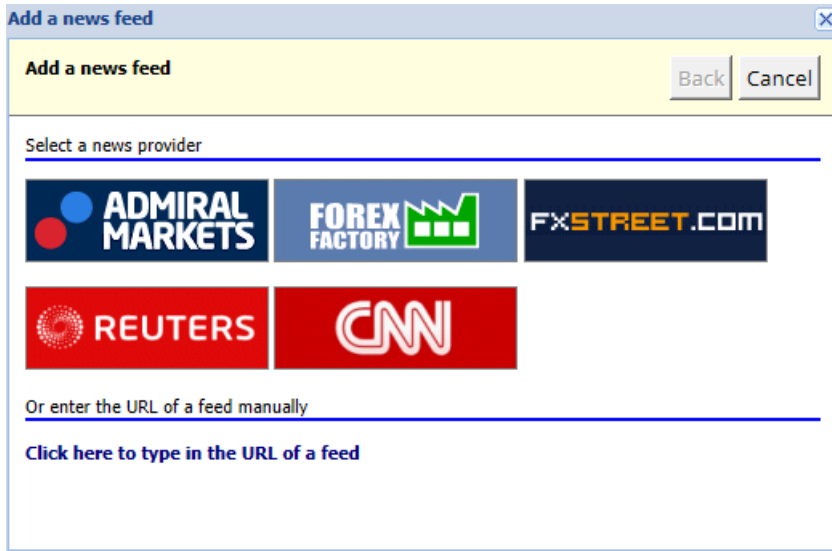 Add a news feed
Add a news feed
Back Cancel
Select a news provider
ADMIRAL
MARKETS
FOREX
FACTORY
FXSTREET.COM
REUTERS
CNN
Or enter the URL of a feed manually
Click here to type in the URL of a feed